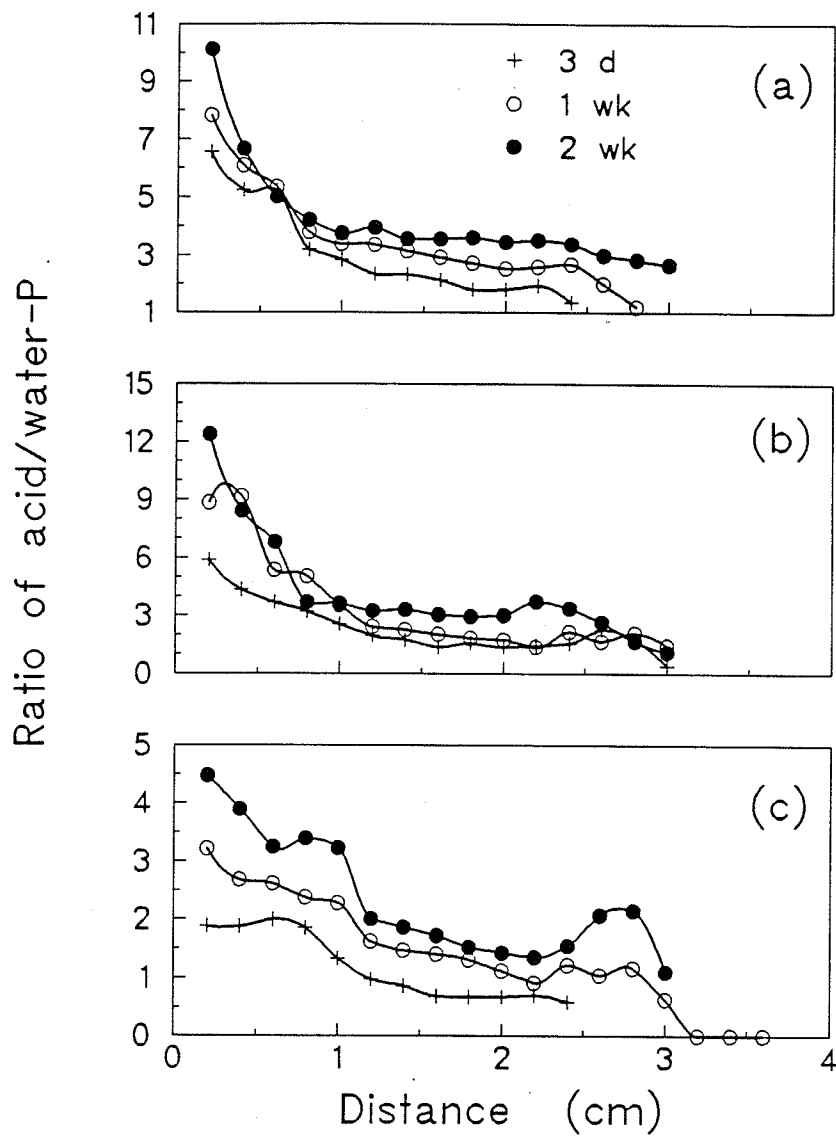 11
9
7
5
3
1
+ 3 d
○ 1 wk
● 2 wk
(a)
15
12
9
6
3
0
(b)
5
4
3
2
1
0
(c)
0 1 2 3 4
Ratio of acid/water-P
Distance (cm)